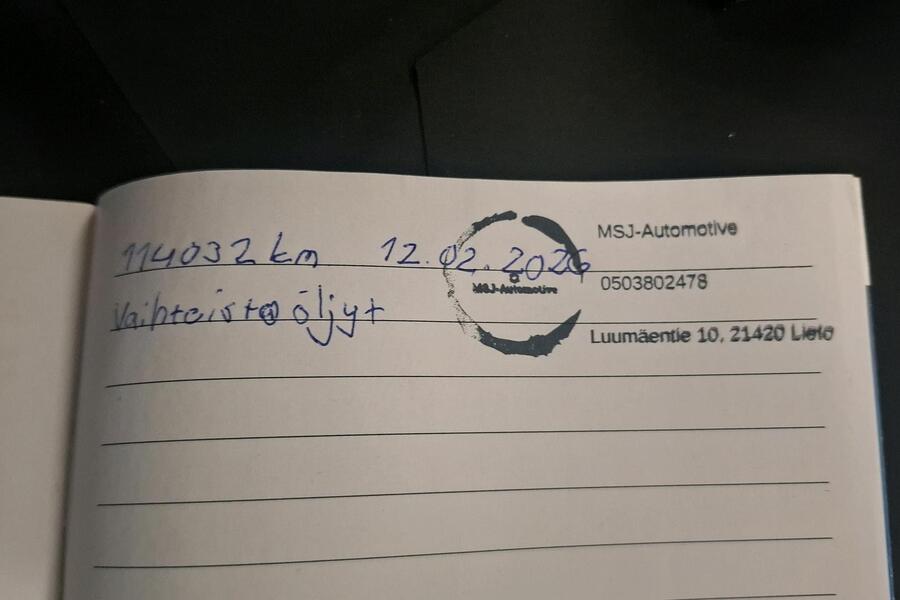 114032 km 12.02.2026
MSJ-Automotive
MSJ-Automotive
0503802478
Vaihteisto öljyt
Luumäentie 10, 21420 Lieto